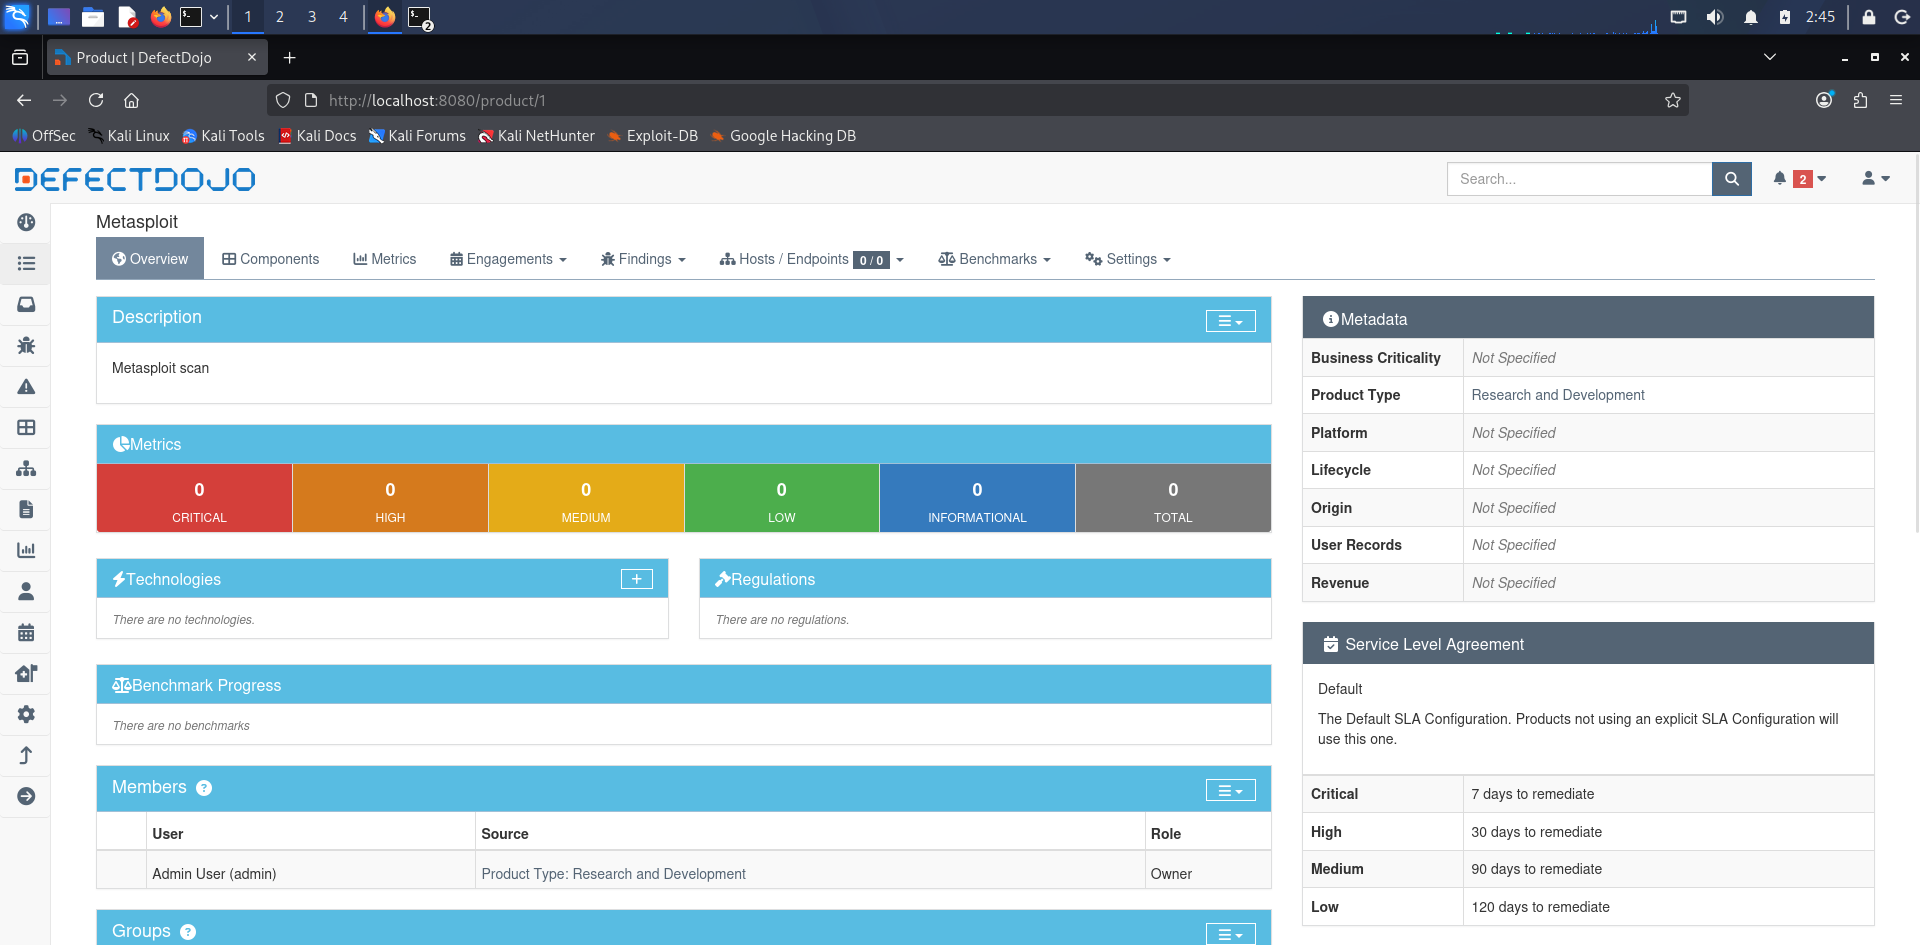 1 2 3 4 2 2:45
Product | DefectDojo
http://localhost:8080/product/1
OffSec Kali Linux Kali Tools Kali Docs Kali Forums Kali NetHunter Exploit-DB Google Hacking DB
DEFECTDOJO Search... 2
Metasploit
Overview Components Metrics Engagements Findings Hosts / Endpoints 0 / 0 Benchmarks Settings
Description
Metasploit scan
Metrics
0 0 0 0 0 0
CRITICAL HIGH MEDIUM LOW INFORMATIONAL TOTAL
Technologies +
There are no technologies.
Regulations
There are no regulations.
Benchmark Progress
There are no benchmarks
Members ?
User Source Role
Admin User (admin) Product Type: Research and Development Owner
Groups ?
Metadata
Business Criticality Not Specified
Product Type Research and Development
Platform Not Specified
Lifecycle Not Specified
Origin Not Specified
User Records Not Specified
Revenue Not Specified
Service Level Agreement
Default
The Default SLA Configuration. Products not using an explicit SLA Configuration will
use this one.
Critical 7 days to remediate
High 30 days to remediate
Medium 90 days to remediate
Low 120 days to remediate